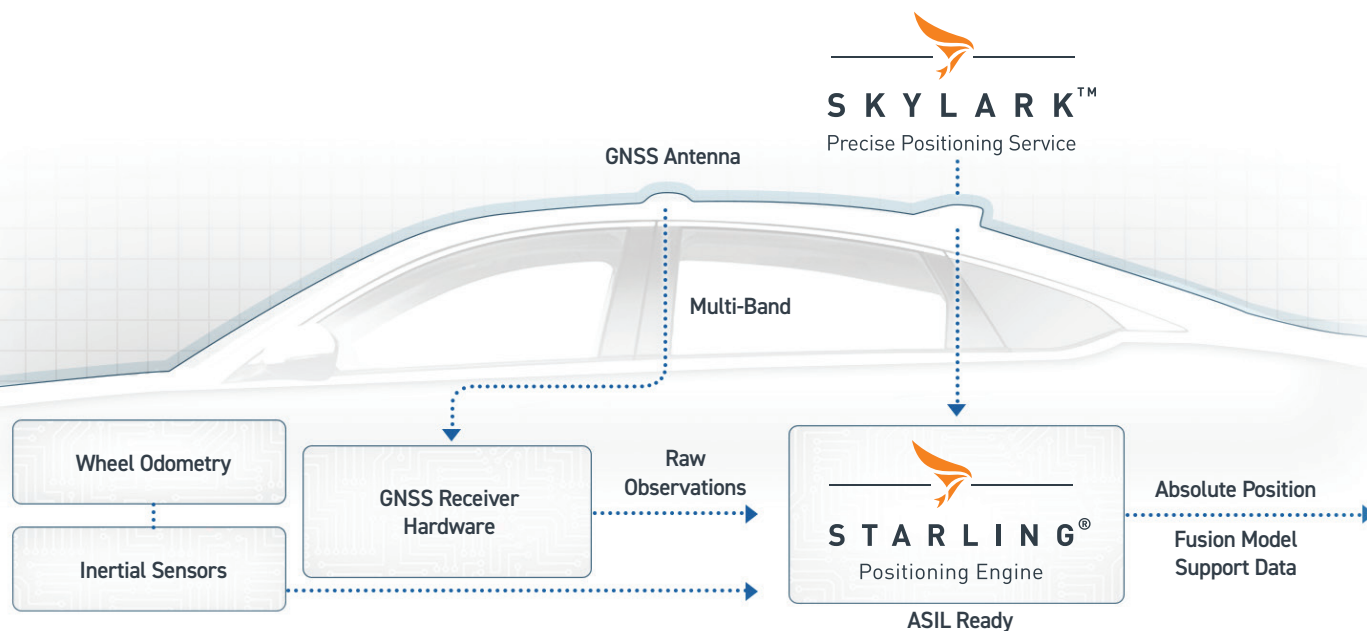 SKYLARK™
Precise Positioning Service
GNSS Antenna
Multi-Band
Wheel Odometry
Inertial Sensors
GNSS Receiver
Hardware
Raw
Observations
STARLING®
Positioning Engine
ASIL Ready
Absolute Position
Fusion Model
Support Data